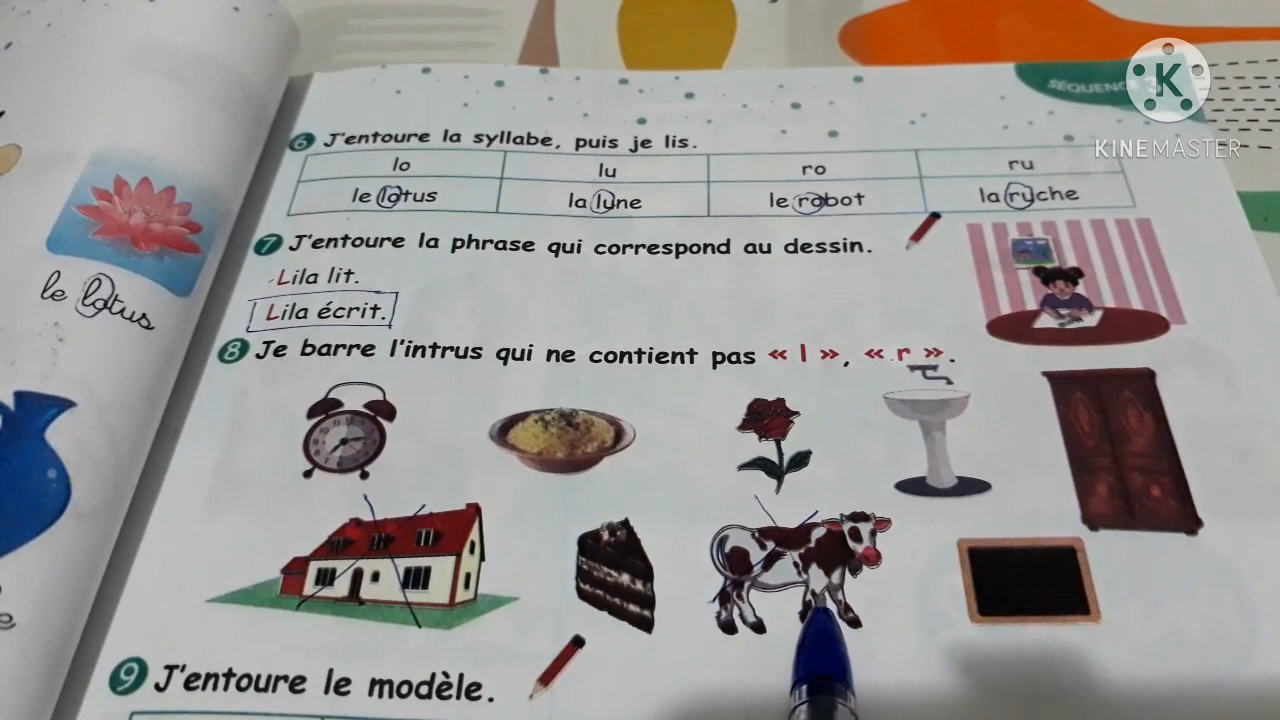 SÉQUENCE 3
KINEMASTER
6 J'entoure la syllabe, puis je lis.
lo lu ro ru
le lotus la lune le robot la ruche
le lotus
7 J'entoure la phrase qui correspond au dessin.
Lila lit.
Lila écrit.
8 Je barre l'intrus qui ne contient pas « l », « r ».
9 J'entoure le modèle.